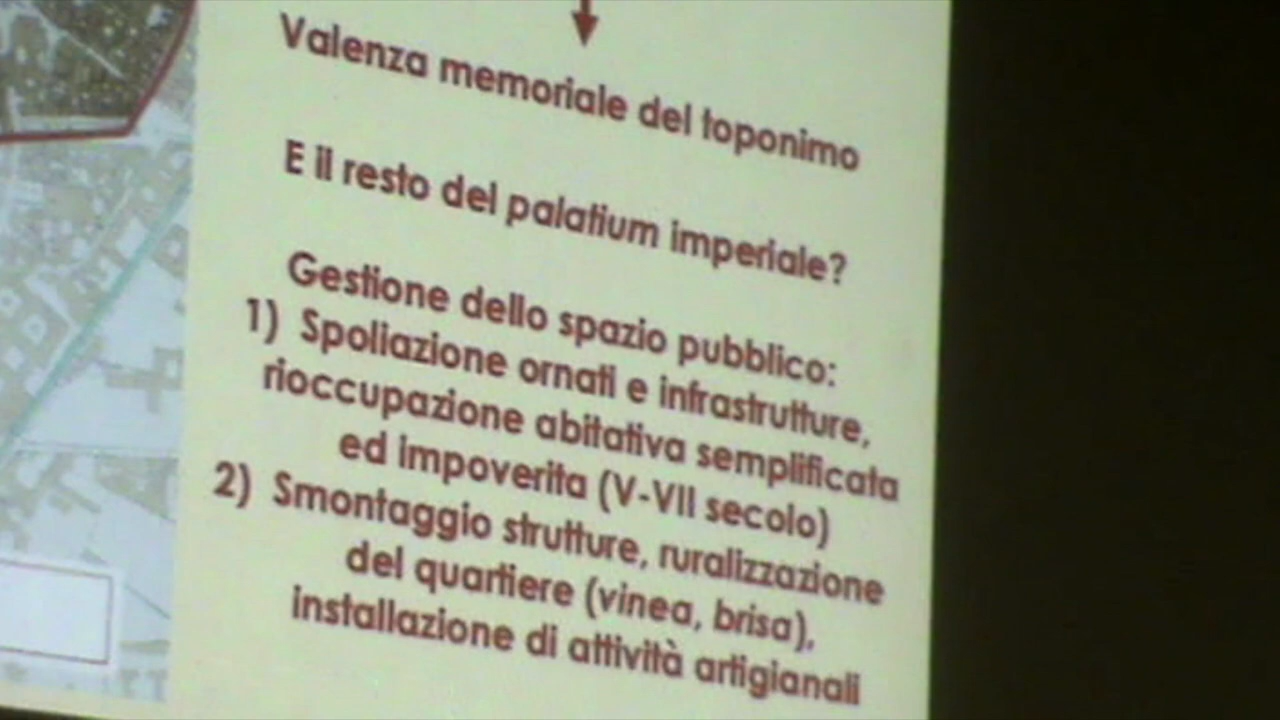 Valenza memoriale del toponimo
E il resto del palatium imperiale?
Gestione dello spazio pubblico:
1) Spoliazione ornati e infrastrutture,
rioccupazione abitativa semplificata
ed impoverita (V-VII secolo)
2) Smontaggio strutture, ruralizzazione
del quartiere (vinea, brisa),
installazione di attività artigianali